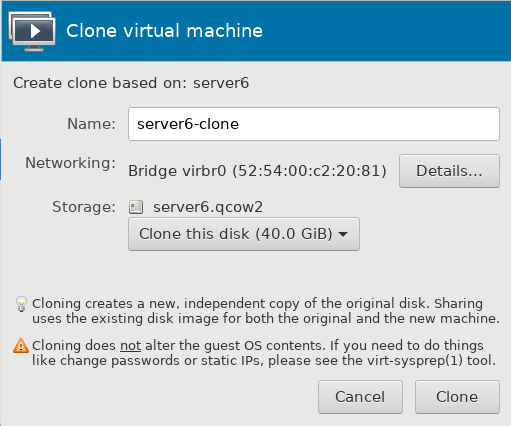 Clone virtual machine
Create clone based on: server6
Name: server6-clone
Networking: Bridge virbr0 (52:54:00:c2:20:81) Details...
Storage: server6.qcow2
Clone this disk (40.0 GiB)
Cloning creates a new, independent copy of the original disk. Sharing
uses the existing disk image for both the original and the new machine.
Cloning does not alter the guest OS contents. If you need to do things
like change passwords or static IPs, please see the virt-sysprep(1) tool.
Cancel Clone